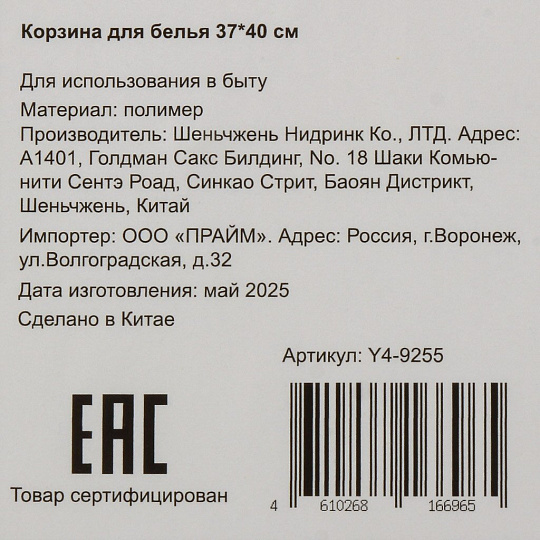 Корзина для белья 37*40 см
Для использования в быту
Материал: полимер
Производитель: Шеньчжень Нидринк Ко., ЛТД. Адрес:
А1401, Голдман Сакс Билдинг, No. 18 Шаки Комью-
нити Сентэ Роад, Синкао Стрит, Баоян Дистрикт,
Шеньчжень, Китай
Импортер: ООО «ПРАЙМ». Адрес: Россия, г.Воронеж,
ул.Волгоградская, д.32
Дата изготовления: май 2025
Сделано в Китае
Артикул: Y4-9255
ЕАС
Товар сертифицирован
4 610268 166965